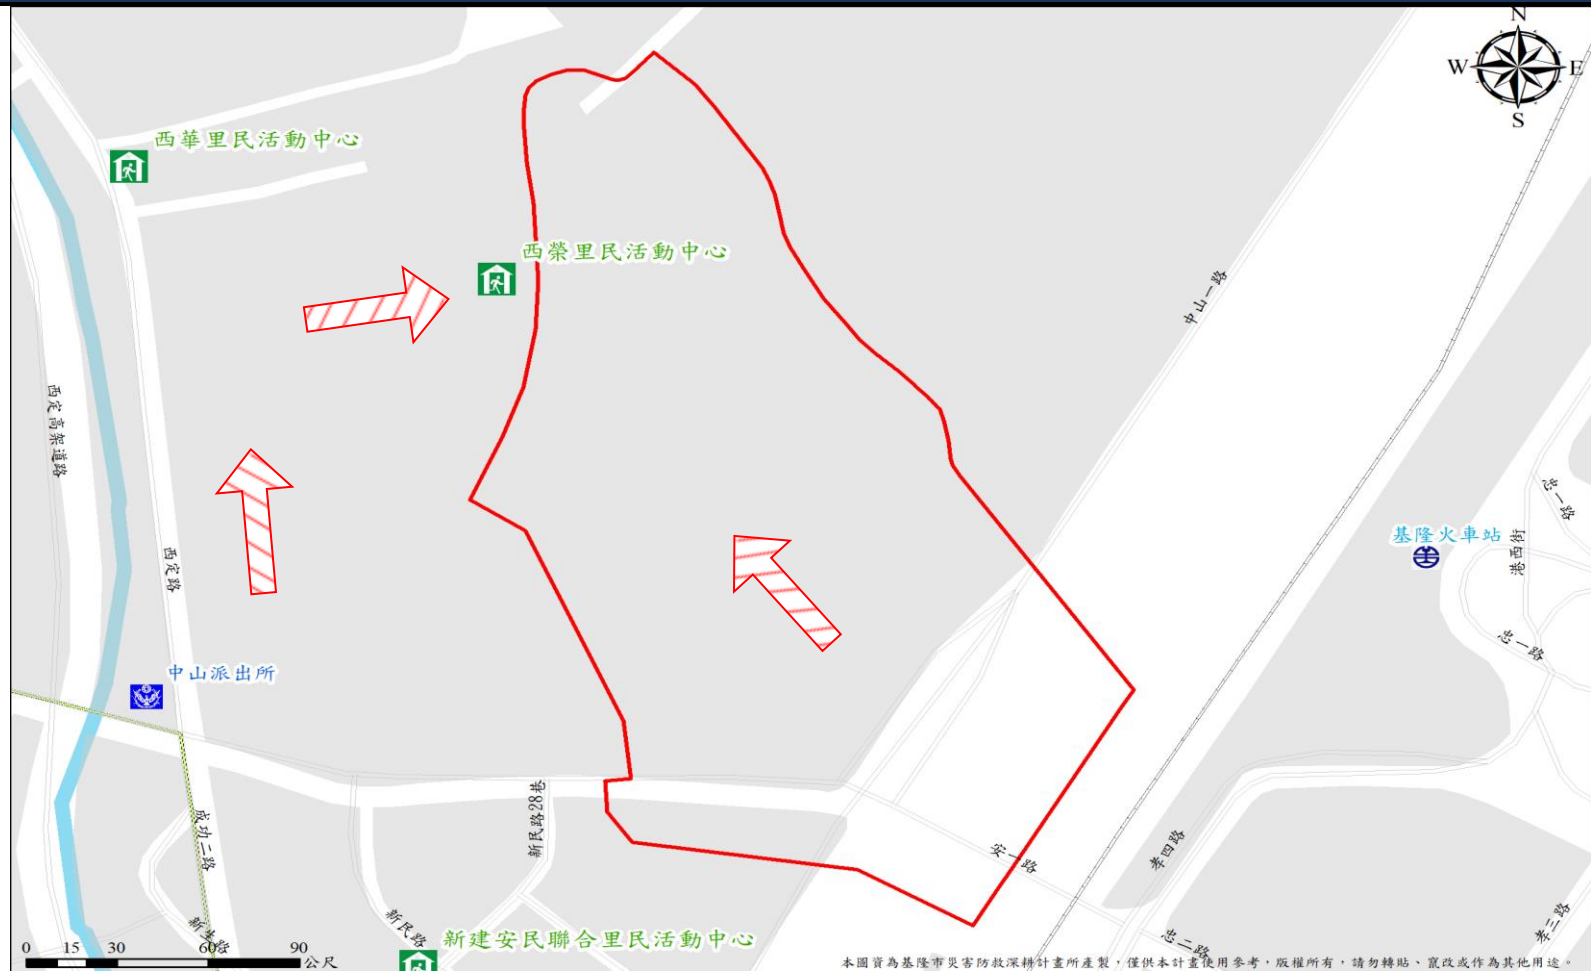 N
W
E
S
西華里民活動中心
西榮里民活動中心
中山一路
西定高架道路
西定路
忠一路
港西街
基隆火車站
忠一路
中山派出所
新民路28巷
成功二路
安一路
孝四路
孝三路
新民路
新生路
忠二路
新建安民聯合里民活動中心
0 15 30 60 90
公尺
本圖資為基隆市災害防救深耕計畫所產製，僅供本計畫使用參考，版權所有，請勿轉貼、竄改或作為其他用途。